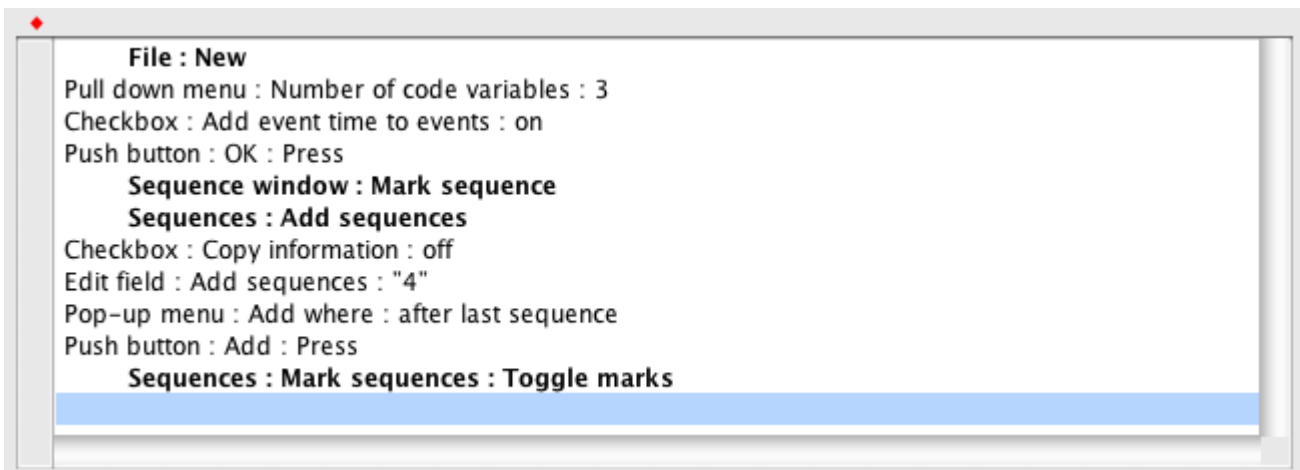 File : New
Pull down menu : Number of code variables : 3
Checkbox : Add event time to events : on
Push button : OK : Press
Sequence window : Mark sequence
Sequences : Add sequences
Checkbox : Copy information : off
Edit field : Add sequences : "4"
Pop-up menu : Add where : after last sequence
Push button : Add : Press
Sequences : Mark sequences : Toggle marks